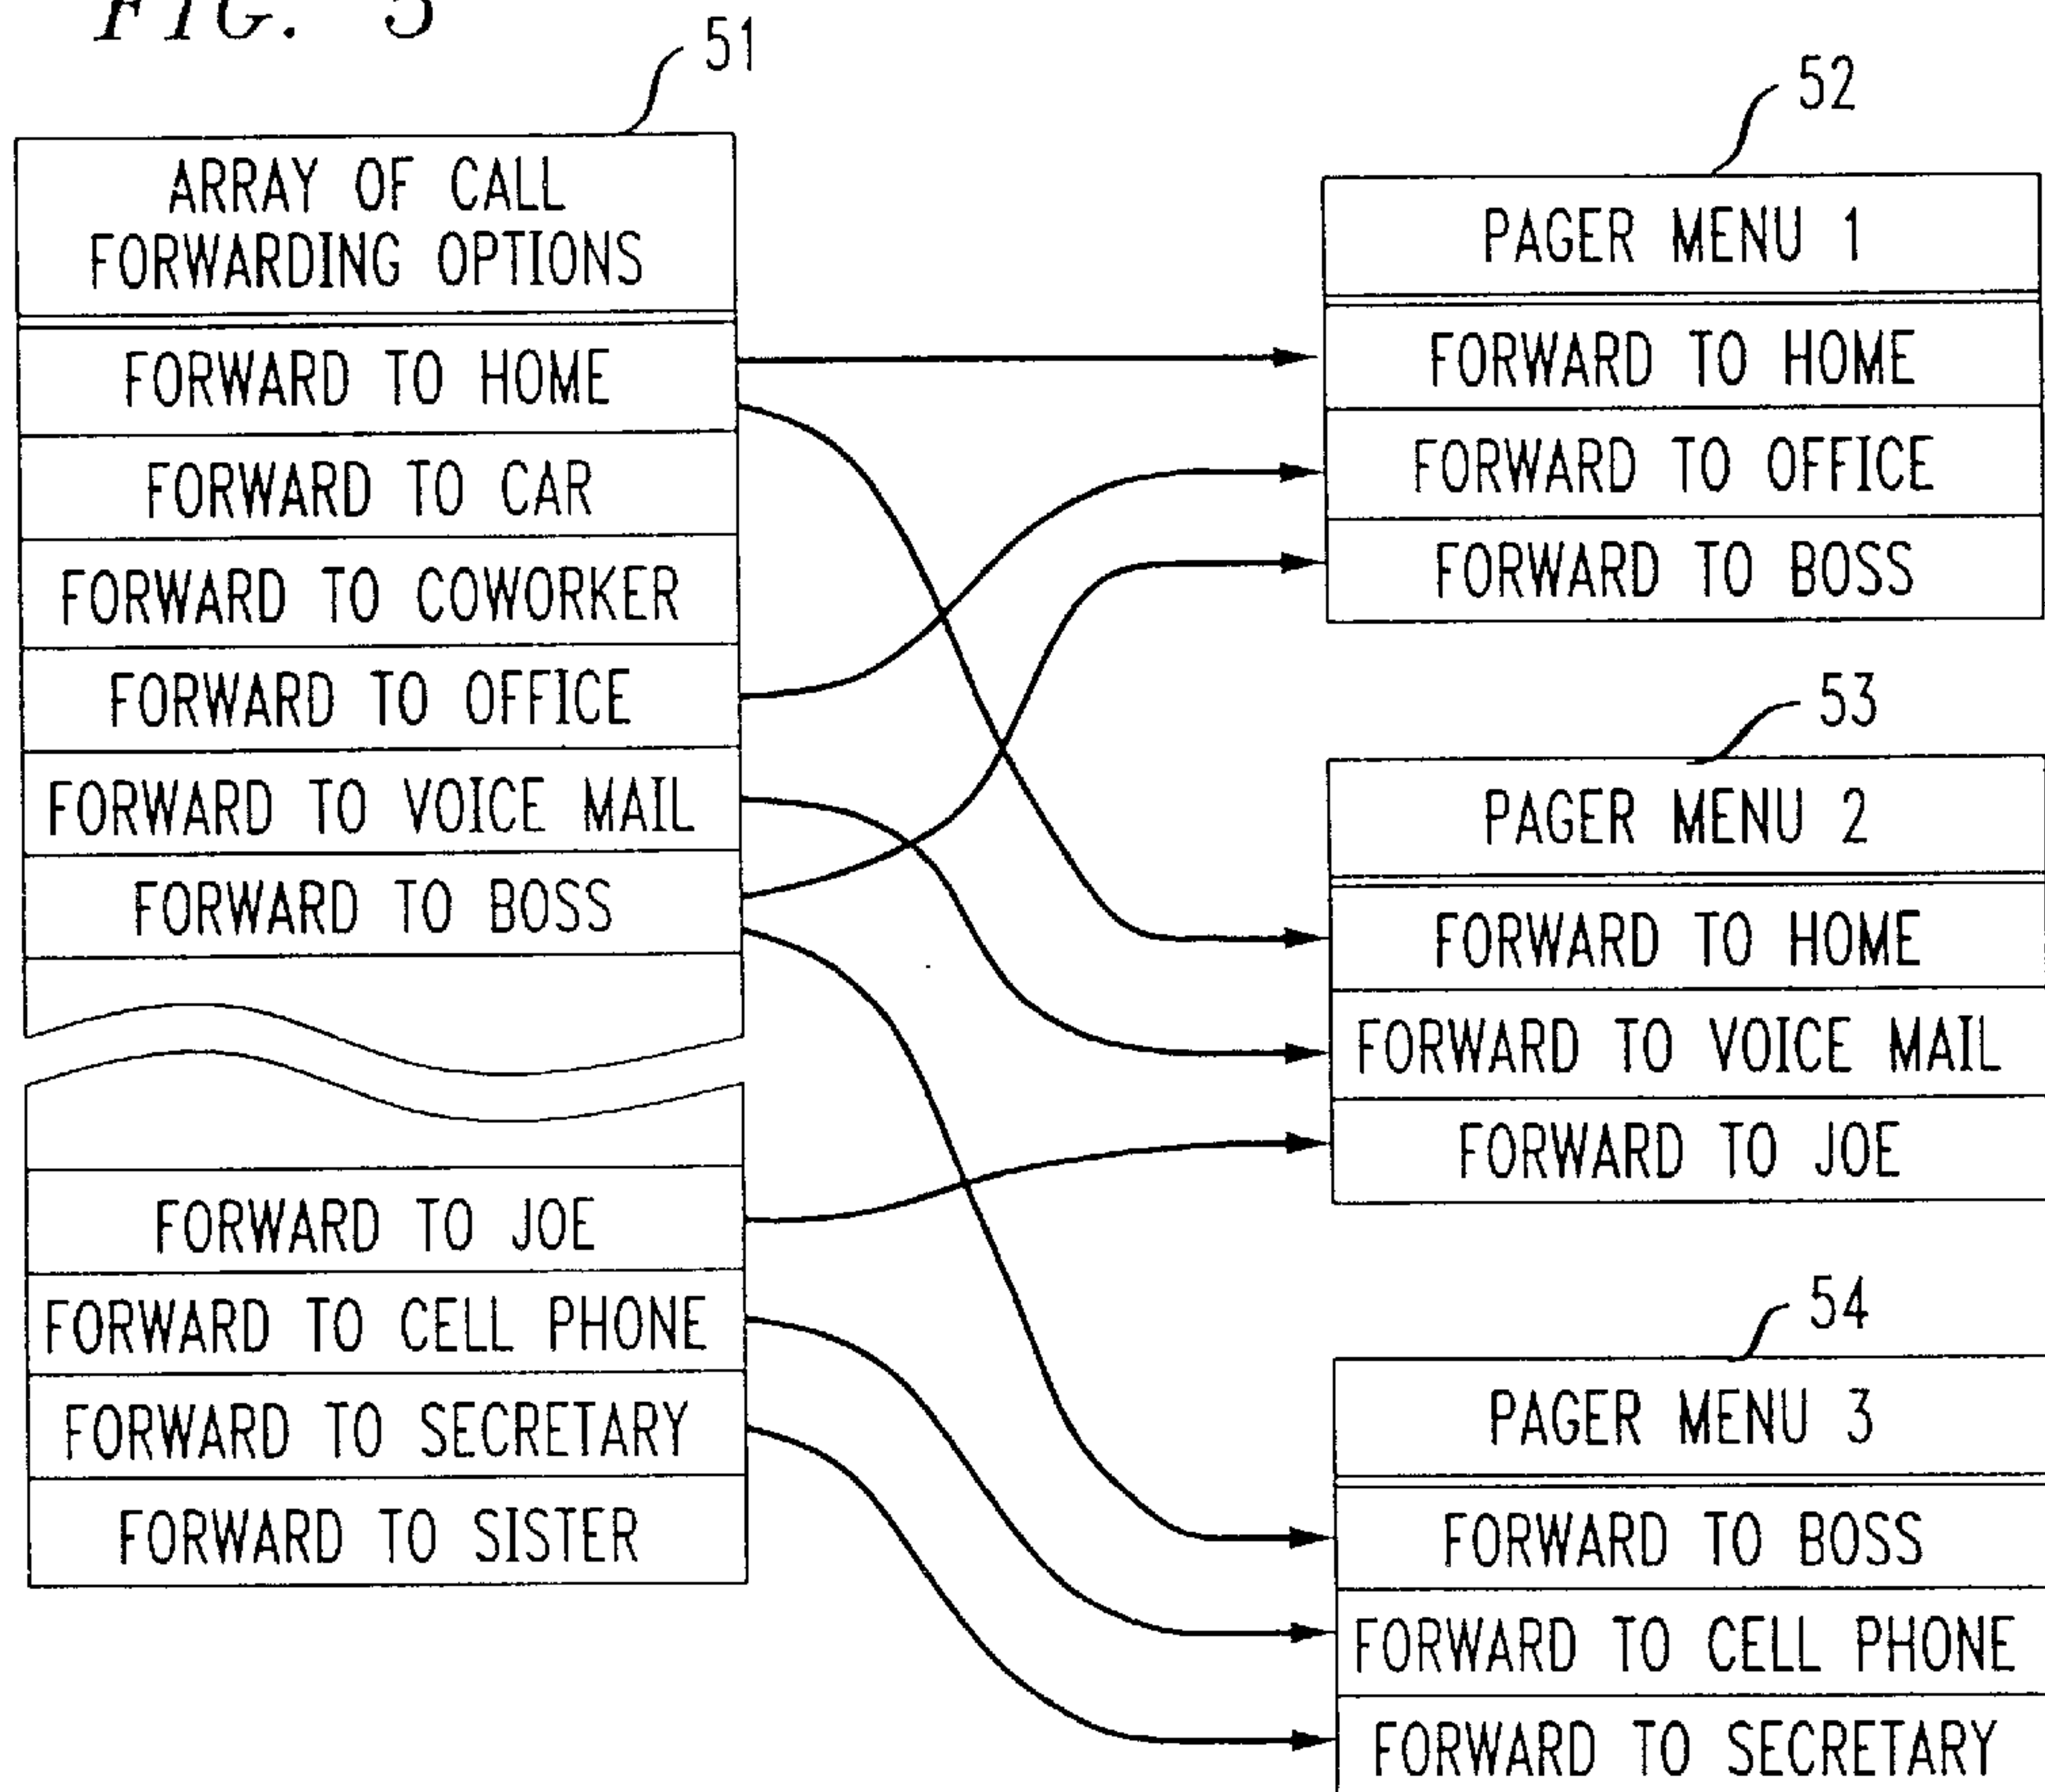 FIG. 5
51
ARRAY OF CALL
FORWARDING OPTIONS
FORWARD TO HOME
FORWARD TO CAR
FORWARD TO COWORKER
FORWARD TO OFFICE
FORWARD TO VOICE MAIL
FORWARD TO BOSS
FORWARD TO JOE
FORWARD TO CELL PHONE
FORWARD TO SECRETARY
FORWARD TO SISTER
52
PAGER MENU 1
FORWARD TO HOME
FORWARD TO OFFICE
FORWARD TO BOSS
53
PAGER MENU 2
FORWARD TO HOME
FORWARD TO VOICE MAIL
FORWARD TO JOE
54
PAGER MENU 3
FORWARD TO BOSS
FORWARD TO CELL PHONE
FORWARD TO SECRETARY